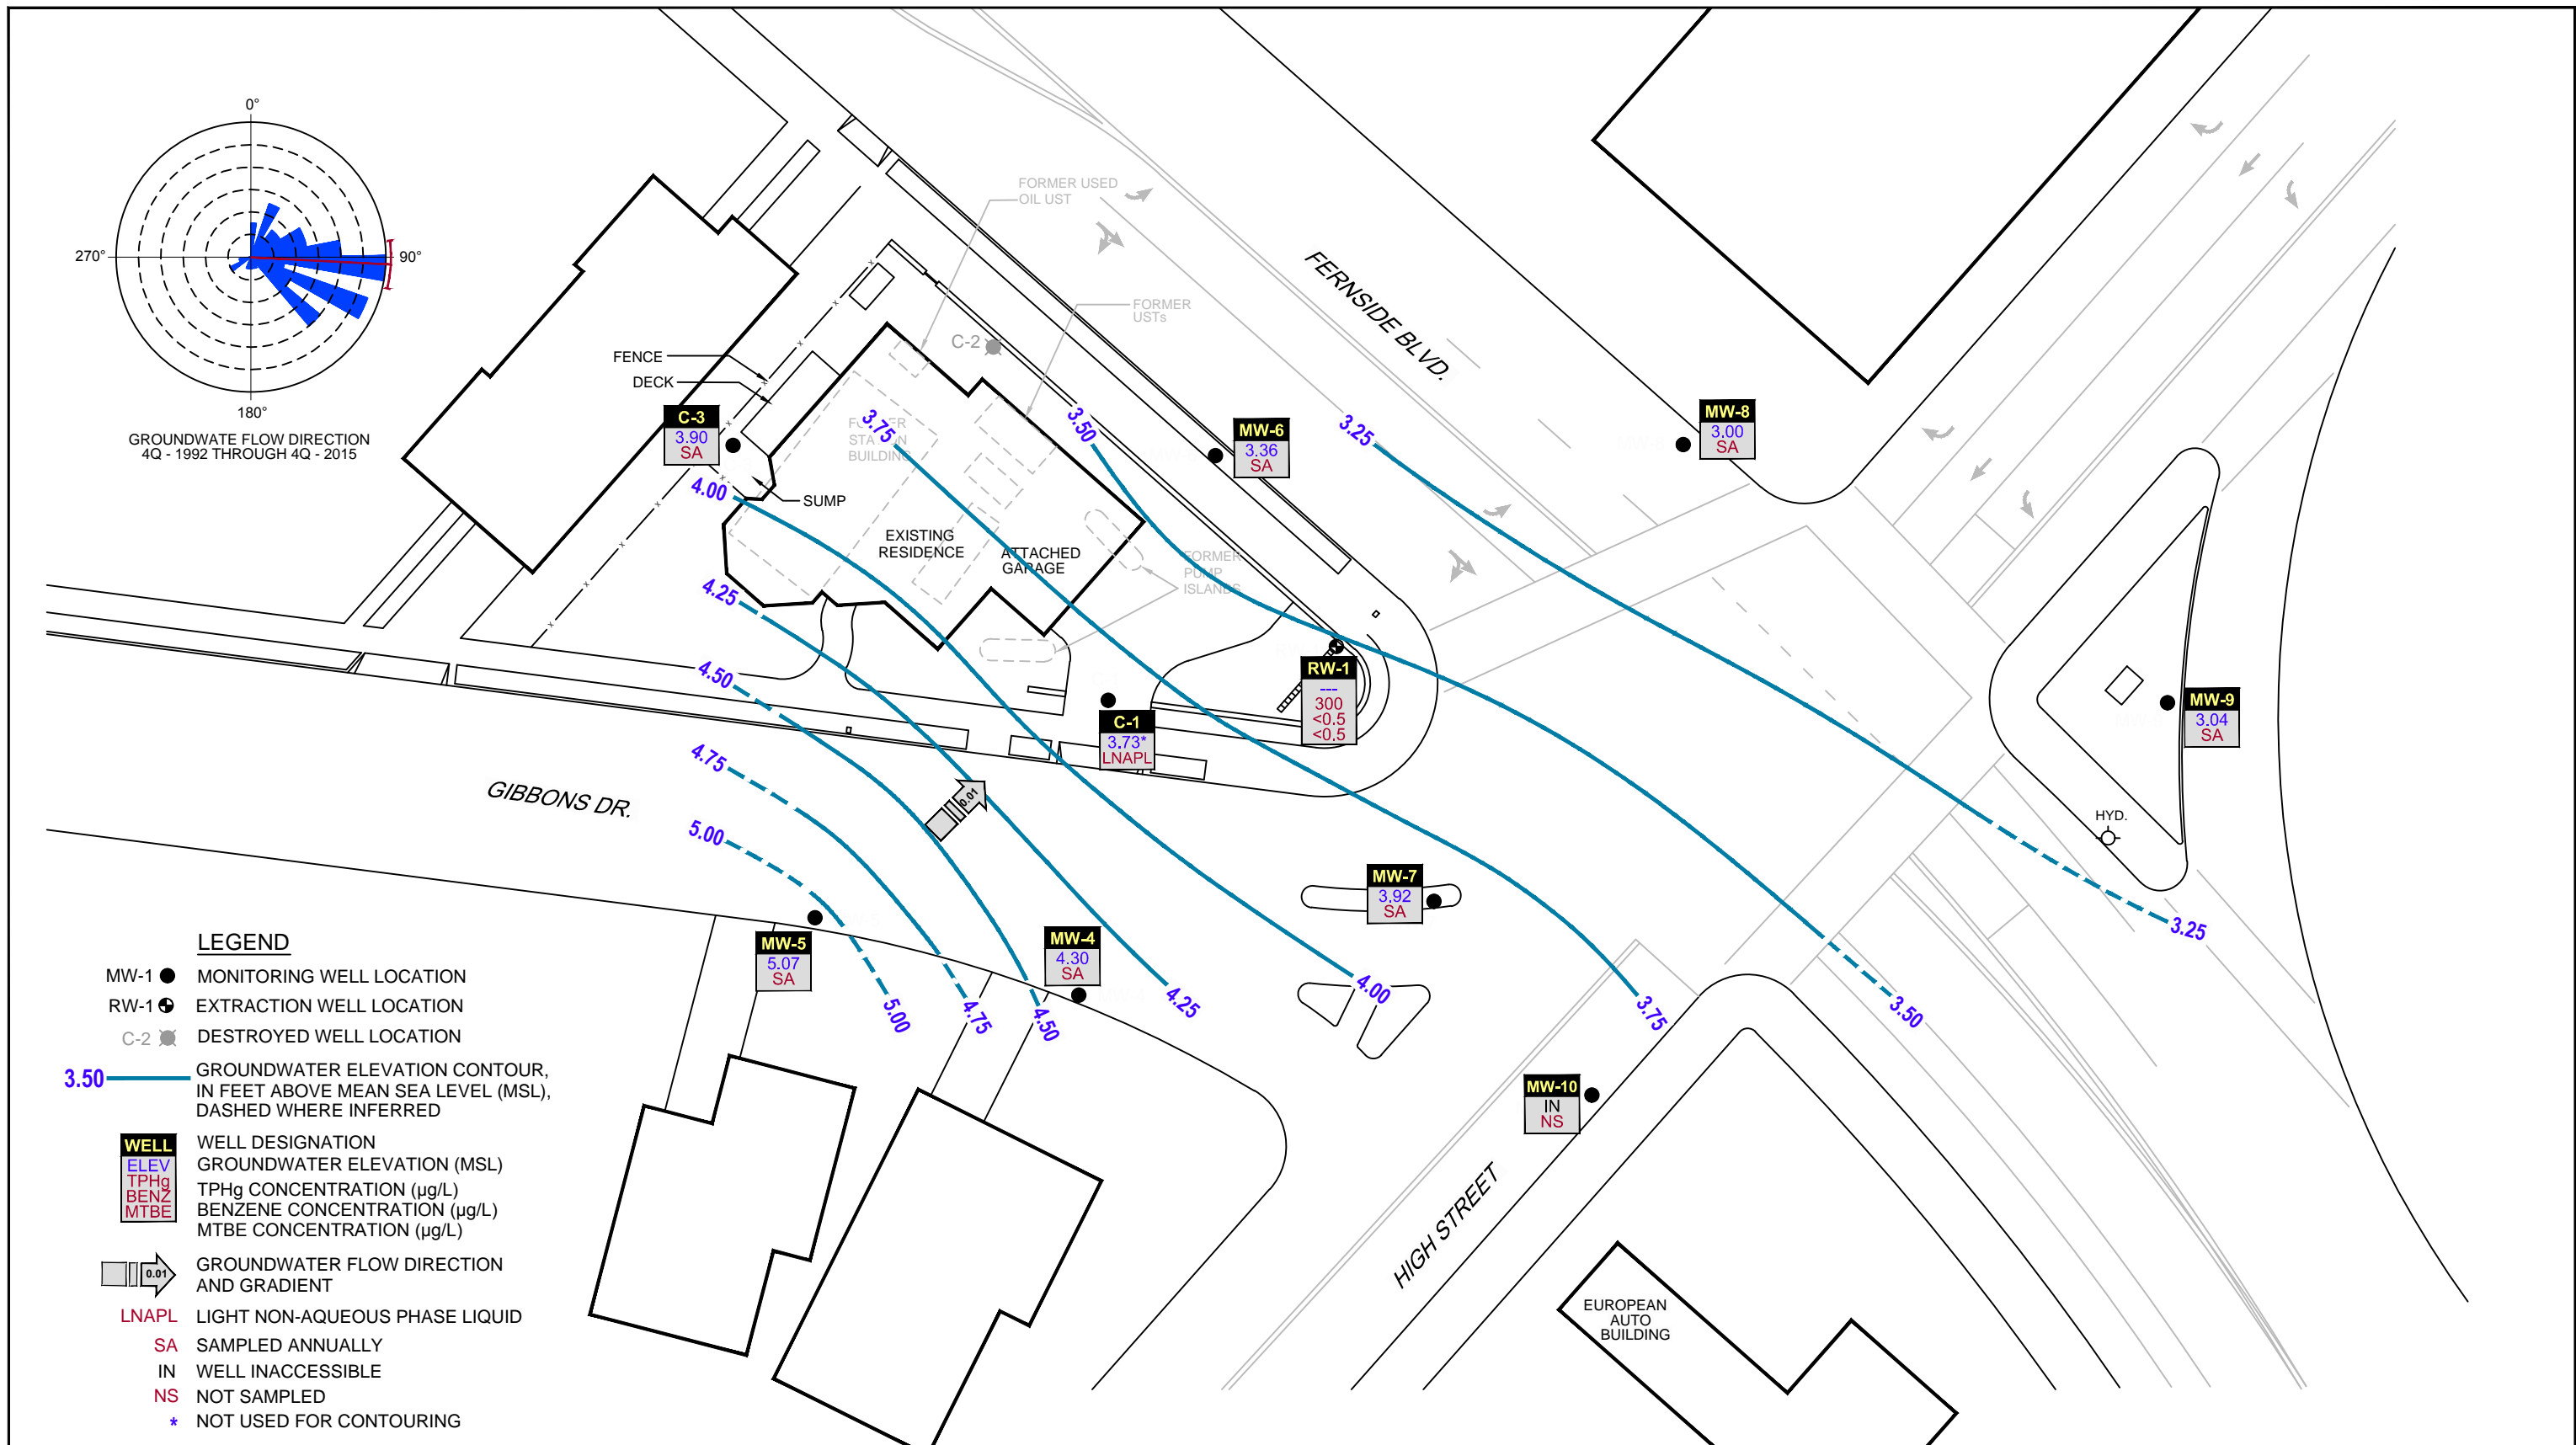 0°
270°
90°
180°
GROUNDWATE FLOW DIRECTION
4Q - 1992 THROUGH 4Q - 2015
FORMER USED
OIL UST
FORMER
USTs
C-2
FERNSIDE BLVD.
FENCE
DECK
C-3
3.90
SA
SUMP
STATION
BUILDING
EXISTING
RESIDENCE
ATTACHED
GARAGE
FORMER
PUMP
ISLANDS
3.75
3.50
3.25
4.00
4.25
4.50
4.75
5.00
MW-6
3.36
SA
MW-8
3.00
SA
RW-1
---
300
<0.5
<0.5
C-1
3.73*
LNAPL
MW-9
3.04
SA
HYD.
GIBBONS DR.
0.01
MW-7
3.92
SA
MW-5
5.07
SA
MW-4
4.30
SA
5.00
4.75
4.50
4.25
4.00
3.75
3.50
3.25
MW-10
IN
NS
HIGH STREET
EUROPEAN
AUTO
BUILDING
LEGEND
MW-1 MONITORING WELL LOCATION
RW-1 EXTRACTION WELL LOCATION
C-2 DESTROYED WELL LOCATION
3.50 GROUNDWATER ELEVATION CONTOUR,
IN FEET ABOVE MEAN SEA LEVEL (MSL),
DASHED WHERE INFERRED
WELL WELL DESIGNATION
ELEV GROUNDWATER ELEVATION (MSL)
TPHg TPHg CONCENTRATION (µg/L)
BENZ BENZENE CONCENTRATION (µg/L)
MTBE MTBE CONCENTRATION (µg/L)
0.01 GROUNDWATER FLOW DIRECTION
AND GRADIENT
LNAPL LIGHT NON-AQUEOUS PHASE LIQUID
SA SAMPLED ANNUALLY
IN WELL INACCESSIBLE
NS NOT SAMPLED
* NOT USED FOR CONTOURING